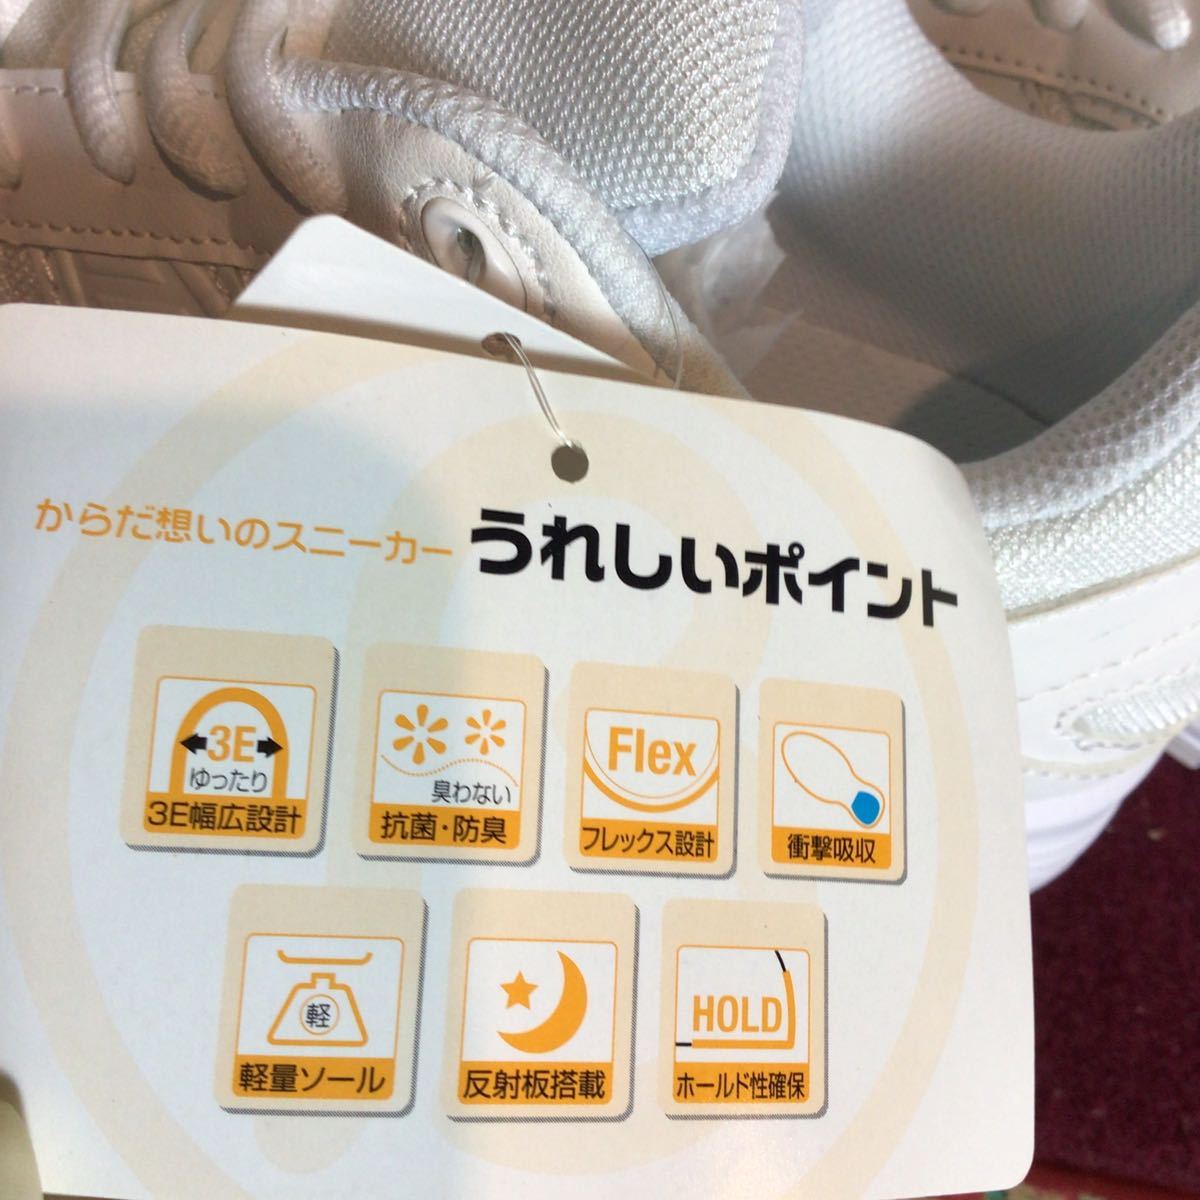 からだ想いのスニーカー うれしいポイント
3E
ゆったり
3E幅広設計
臭わない
抗菌・防臭
Flex
フレックス設計
衝撃吸収
軽
軽量ソール
反射板搭載
HOLD
ホールド性確保